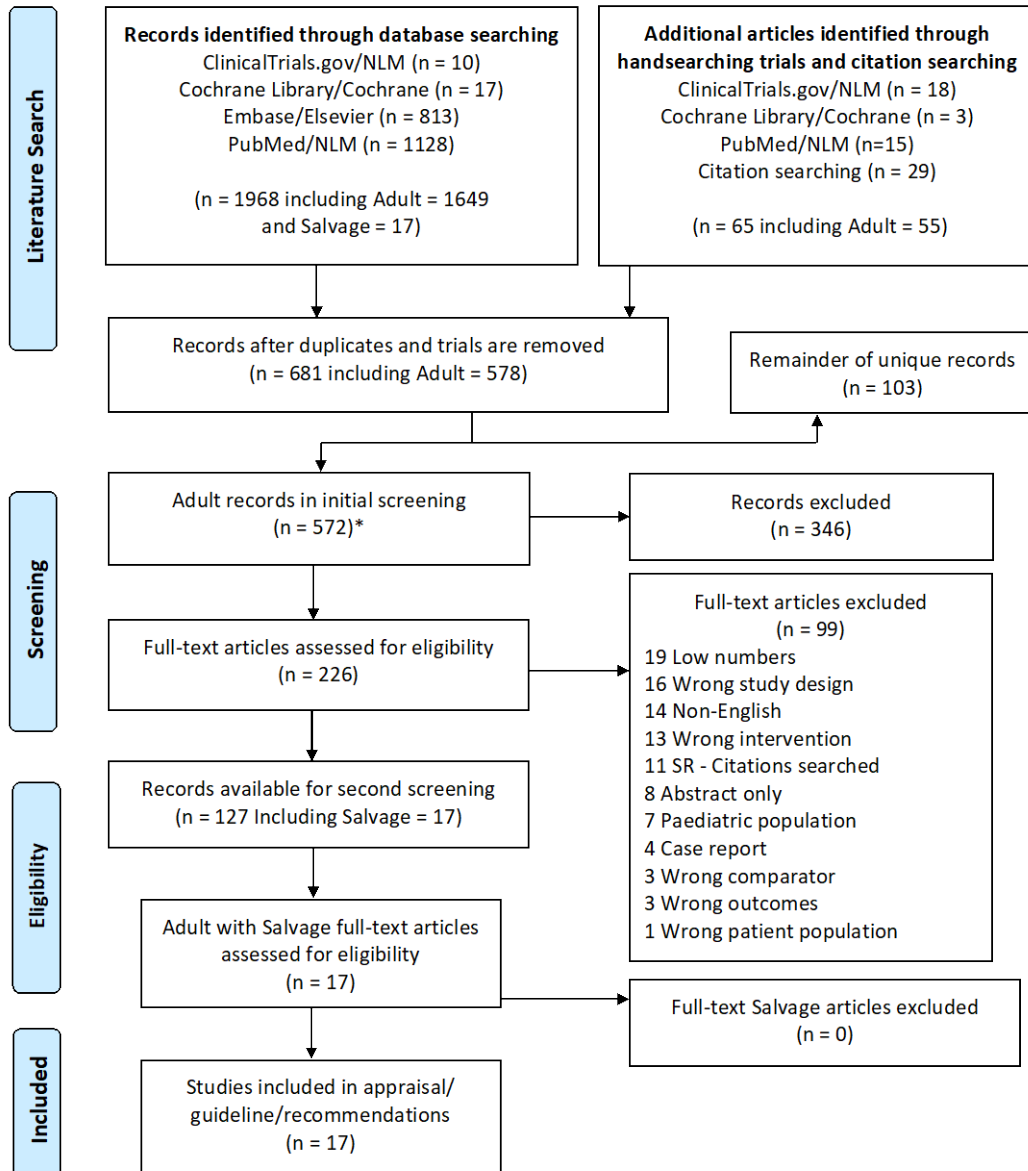 Literature Search
Records identified through database searching
ClinicalTrials.gov/NLM (n = 10)
Cochrane Library/Cochrane (n = 17)
Embase/Elsevier (n = 813)
PubMed/NLM (n = 1128)
(n = 1968 including Adult = 1649
and Salvage = 17)
Additional articles identified through
handsearching trials and citation searching
ClinicalTrials.gov/NLM (n = 18)
Cochrane Library/Cochrane (n = 3)
PubMed/NLM (n=15)
Citation searching (n = 29)
(n = 65 including Adult = 55)
Records after duplicates and trials are removed
(n = 681 including Adult = 578)
Remainder of unique records
(n = 103)
Screening
Adult records in initial screening
(n = 572)*
Records excluded
(n = 346)
Full-text articles assessed for eligibility
(n = 226)
Full-text articles excluded
(n = 99)
19 Low numbers
16 Wrong study design
14 Non-English
13 Wrong intervention
11 SR - Citations searched
8 Abstract only
7 Paediatric population
4 Case report
3 Wrong comparator
3 Wrong outcomes
1 Wrong patient population
Eligibility
Records available for second screening
(n = 127 Including Salvage = 17)
Adult with Salvage full-text articles
assessed for eligibility
(n = 17)
Full-text Salvage articles excluded
(n = 0)
Included
Studies included in appraisal/
guideline/recommendations
(n = 17)